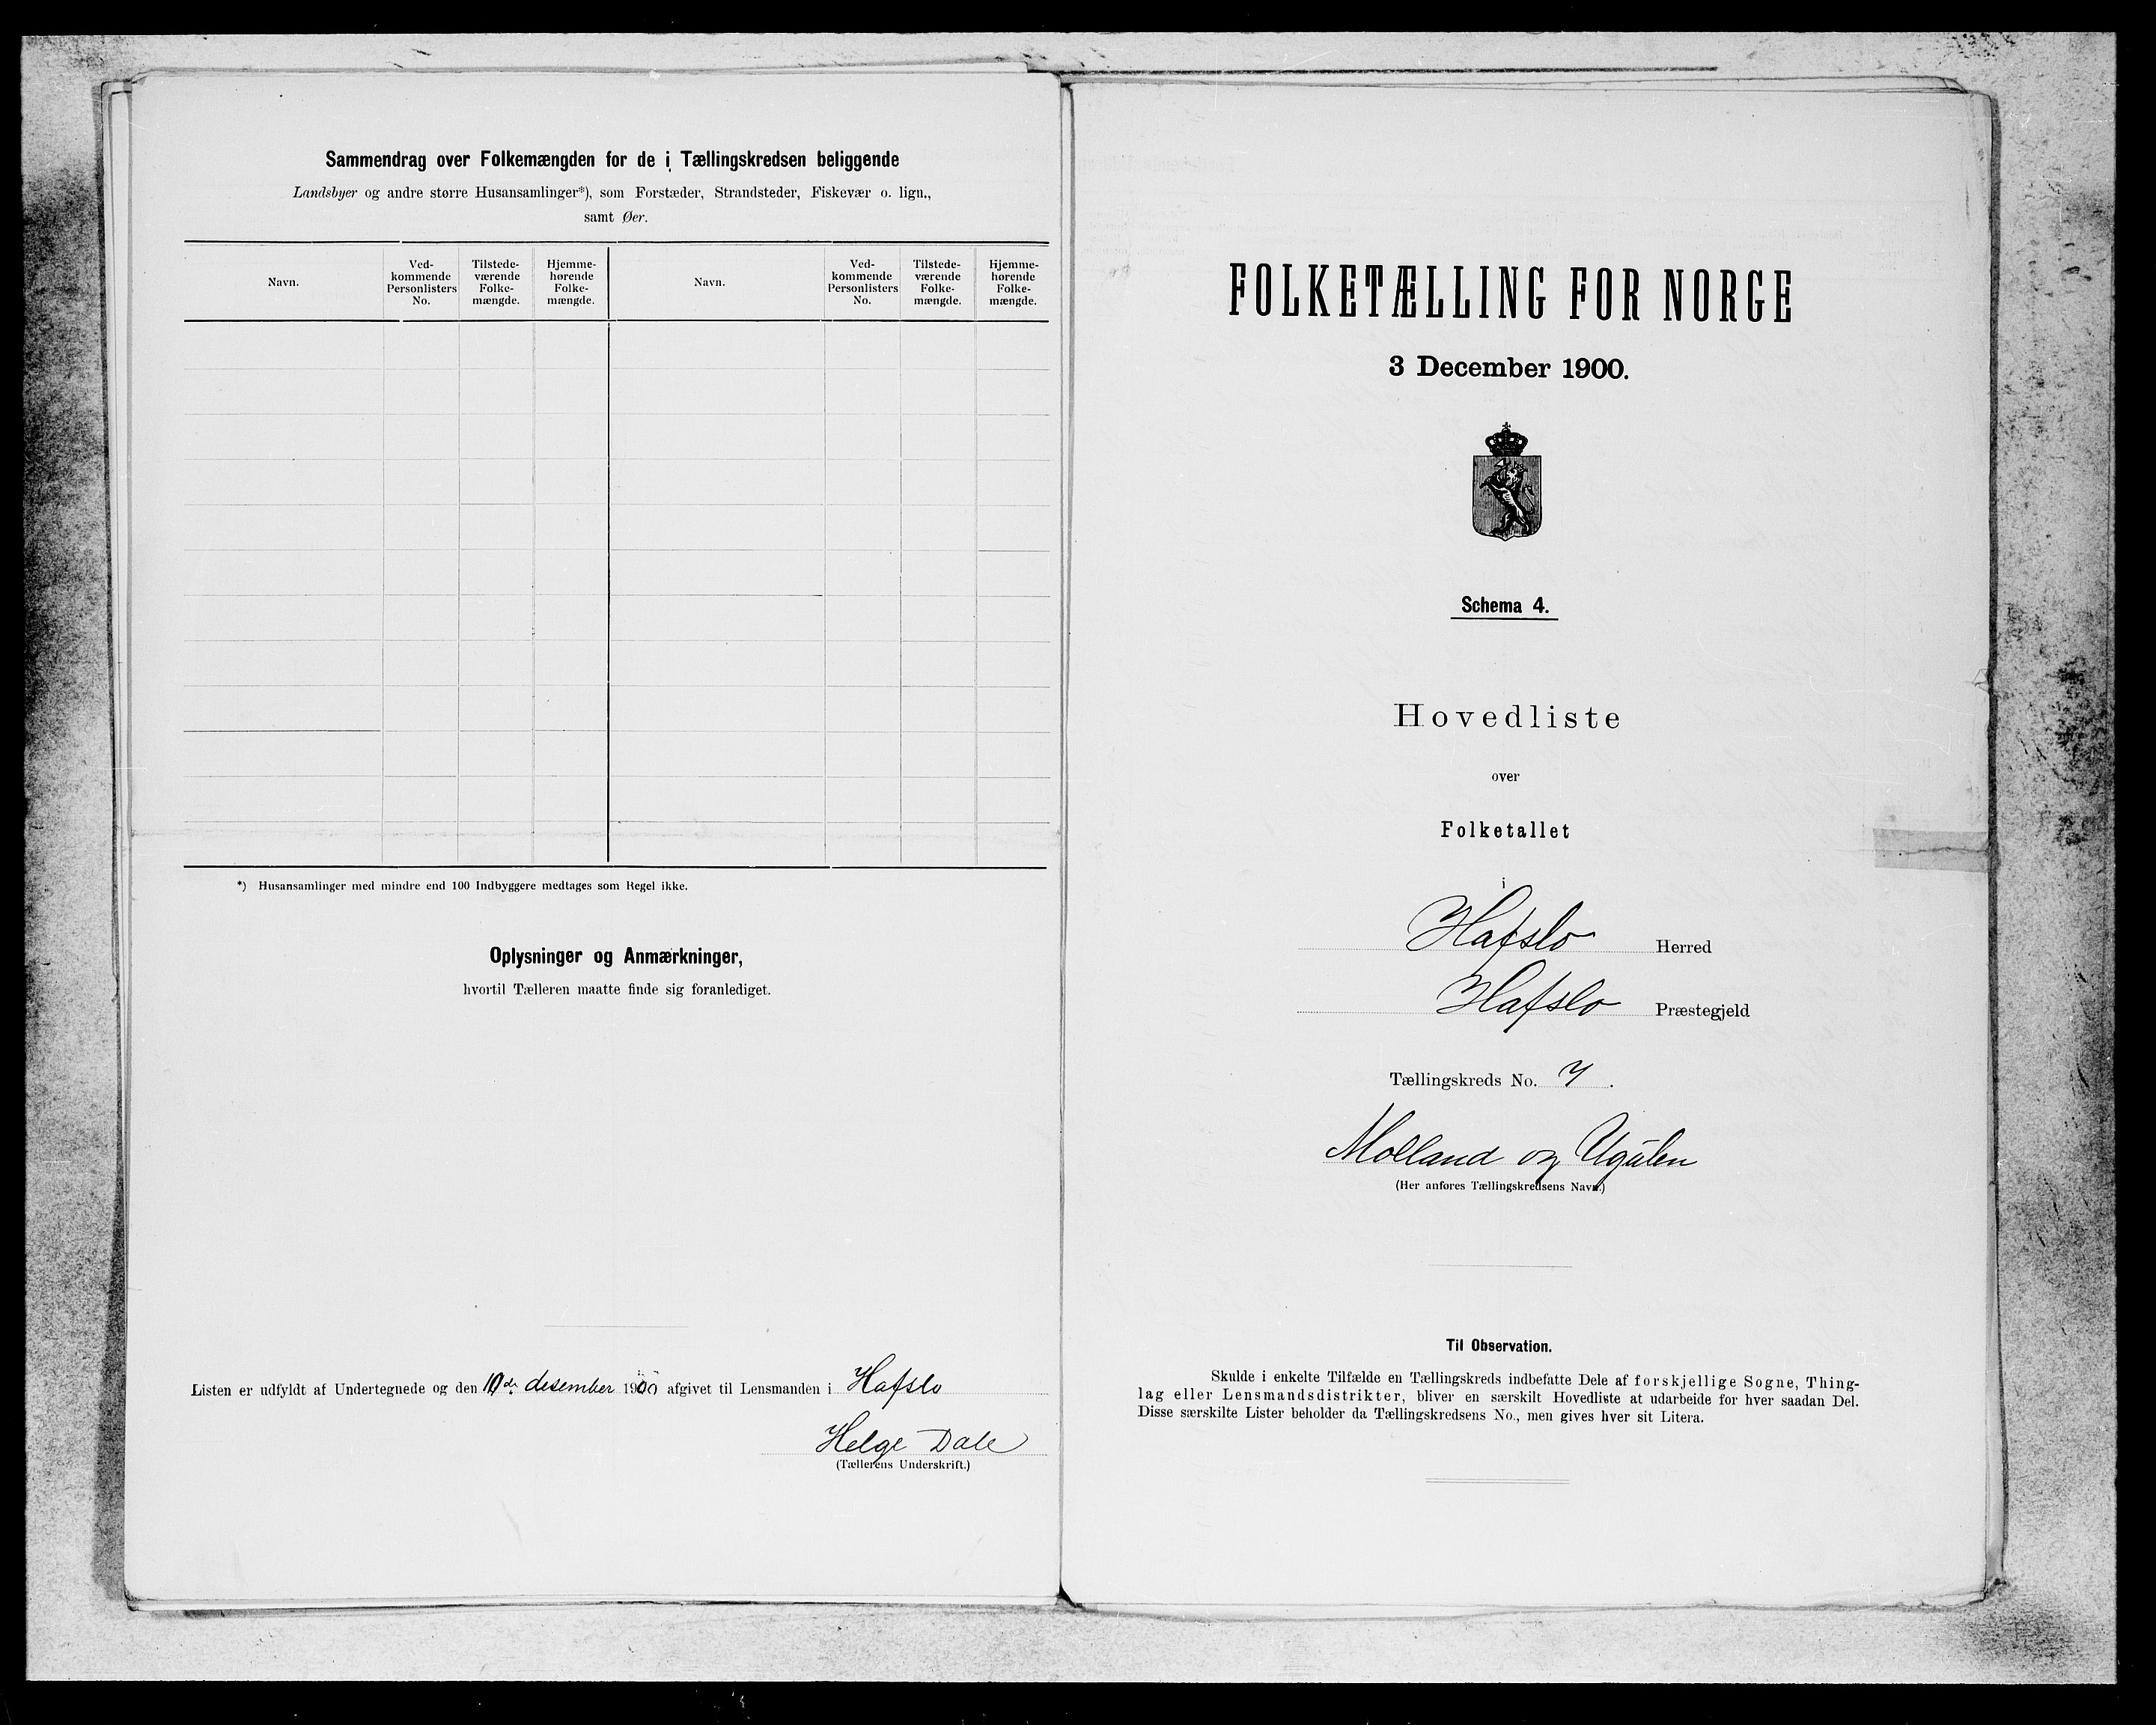 Sammendrag over Folkemængden for de i Tællingskredsen beliggende
Landsbyer og andre større Husansamlinger*), som Forstæder, Strandsteder, Fiskevær o. lign.,
samt Øer.
Navn.
Ved-
kommende
Personlisters
No.
Tilstede-
værende
Folke-
mængde.
Hjemme-
hørende
Folke-
mængde.
Navn.
Ved-
kommende
Personlisters
No.
Tilstede-
værende
Folke-
mængde.
Hjemme-
hørende
Folke-
mængde.
*) Husansamlinger med mindre end 100 Indbyggere medtages som Regel ikke.
Oplysninger og Anmærkninger,
hvortil Tælleren maatte finde sig foranlediget.
Listen er udfyldt af Undertegnede og den desember 1900 afgivet til Lensmanden i Hafslo
Helge Dale
(Tællerens Underskrift.)
FOLKETÆLLING FOR NORGE
3 December 1900.
Schema 4.
Hovedliste
over
Folketallet
i
Hafslo Herred
Hafslo Præstegjeld
Tællingskreds No. 7.
Molland og Ugulen
(Her anføres Tællingskredsens Navn.)
Til Observation.
Skulde i enkelte Tilfælde en Tællingskreds indbefatte Dele af forskjellige Sogne, Thing-
lag eller Lensmandsdistrikter, bliver en særskilt Hovedliste at udarbeide for hver saadan Del.
Disse særskilte Lister beholder da Tællingskredsens No., men gives hver sit Litera.